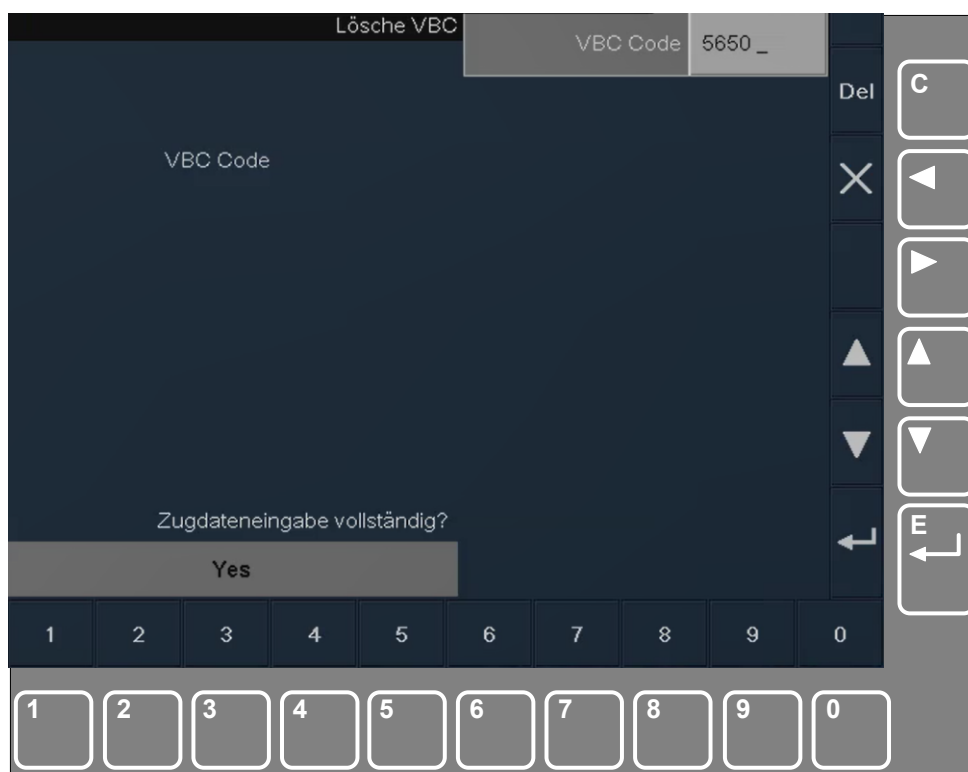 Lösche VBC
VBC Code 5650 _
Del
C
VBC Code
Zugdateneingabe vollständig?
E
Yes
1 2 3 4 5 6 7 8 9 0
1 2 3 4 5 6 7 8 9 0